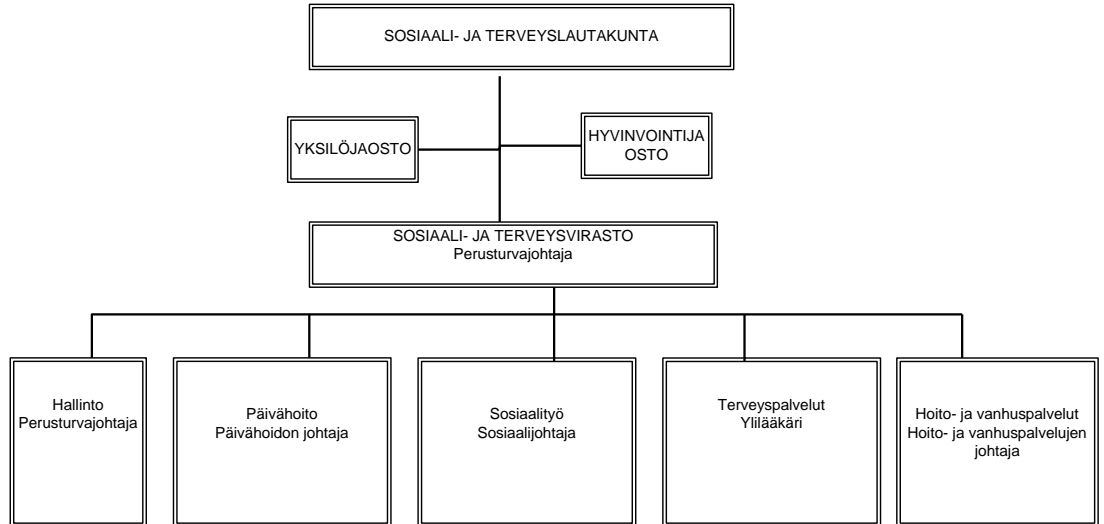 SOSIAALI- JA TERVEYSLAUTAKUNTA
YKSILÖJAOSTO
HYVINVOINTIJA
OSTO
SOSIAALI- JA TERVEYSVIRASTO
Perusturvajohtaja
Hallinto
Perusturvajohtaja
Päivähoito
Päivähoidon johtaja
Sosiaalityö
Sosiaalijohtaja
Terveyspalvelut
Ylilääkäri
Hoito- ja vanhuspalvelut
Hoito- ja vanhuspalvelujen
johtaja